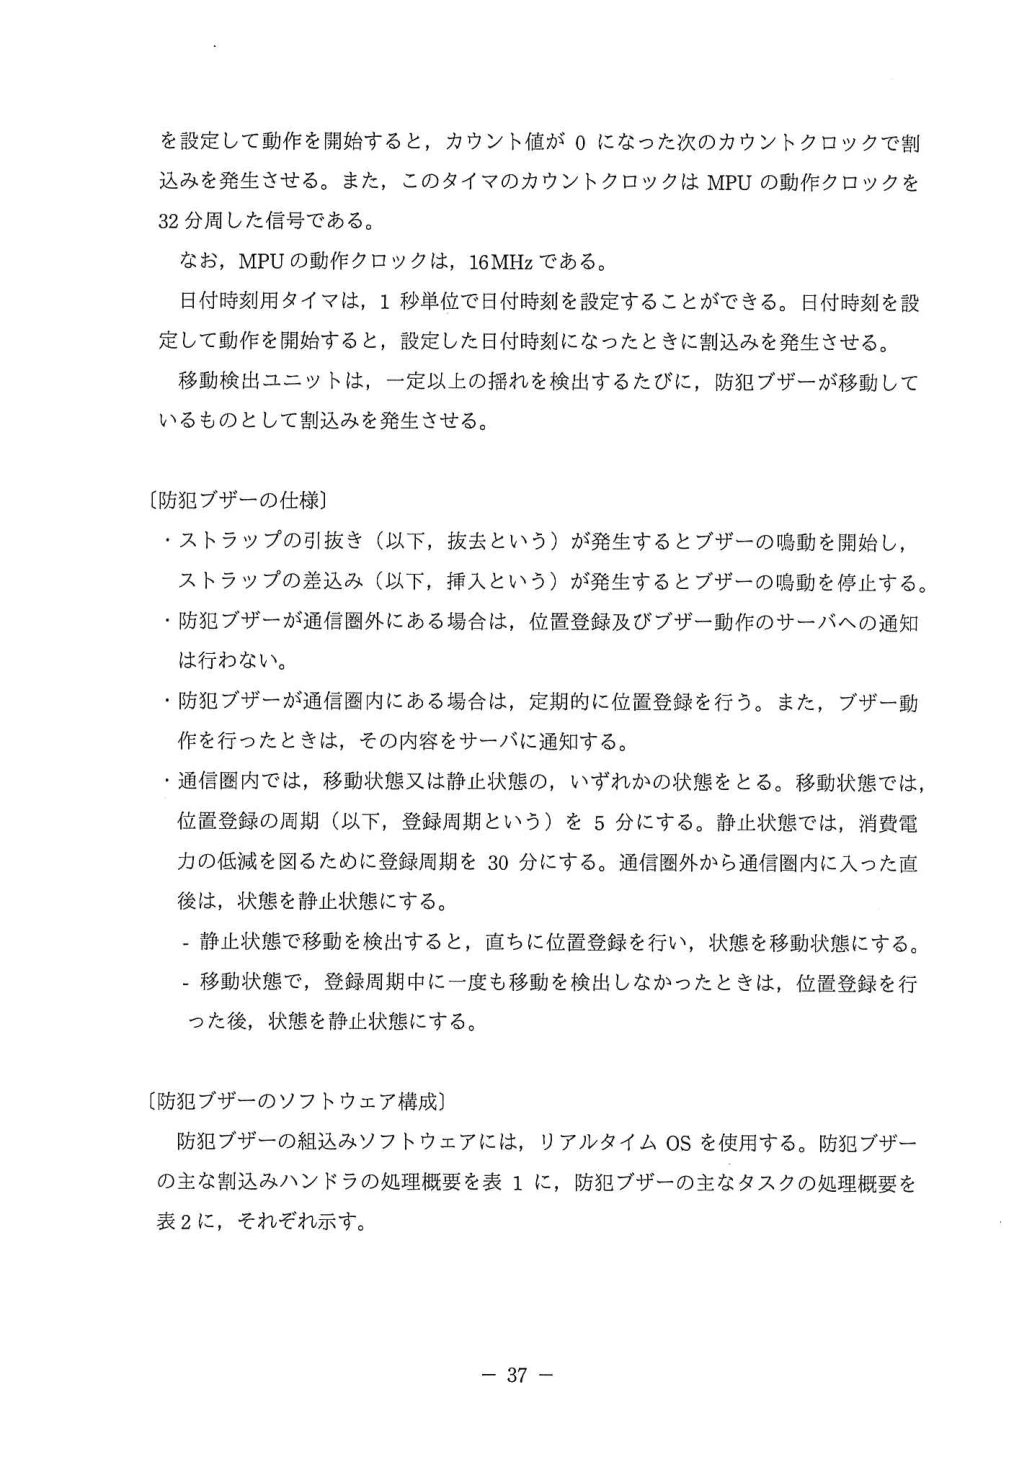 を設定して動作を開始すると，カウント値が 0 になった次のカウントクロックで割
込みを発生させる。また，このタイマのカウントクロックは MPU の動作クロックを
32 分周した信号である。
なお，MPU の動作クロックは，16MHz である。
日付時刻用タイマは，1 秒単位で日付時刻を設定することができる。日付時刻を設
定して動作を開始すると，設定した日付時刻になったときに割込みを発生させる。
移動検出ユニットは，一定以上の揺れを検出するたびに，防犯ブザーが移動して
いるものとして割込みを発生させる。
〔防犯ブザーの仕様〕
・ストラップの引抜き（以下，抜去という）が発生するとブザーの鳴動を開始し，
ストラップの差込み（以下，挿入という）が発生するとブザーの鳴動を停止する。
・防犯ブザーが通信圏外にある場合は，位置登録及びブザー動作のサーバへの通知
は行わない。
・防犯ブザーが通信圏内にある場合は，定期的に位置登録を行う。また，ブザー動
作を行ったときは，その内容をサーバに通知する。
・通信圏内では，移動状態又は静止状態の，いずれかの状態をとる。移動状態では，
位置登録の周期（以下，登録周期という）を 5 分にする。静止状態では，消費電
力の低減を図るために登録周期を 30 分にする。通信圏外から通信圏内に入った直
後は，状態を静止状態にする。
- 静止状態で移動を検出すると，直ちに位置登録を行い，状態を移動状態にする。
- 移動状態で，登録周期中に一度も移動を検出しなかったときは，位置登録を行
った後，状態を静止状態にする。
〔防犯ブザーのソフトウェア構成〕
防犯ブザーの組込みソフトウェアには，リアルタイム OS を使用する。防犯ブザー
の主な割込みハンドラの処理概要を表 1 に，防犯ブザーの主なタスクの処理概要を
表 2 に，それぞれ示す。
— 37 —